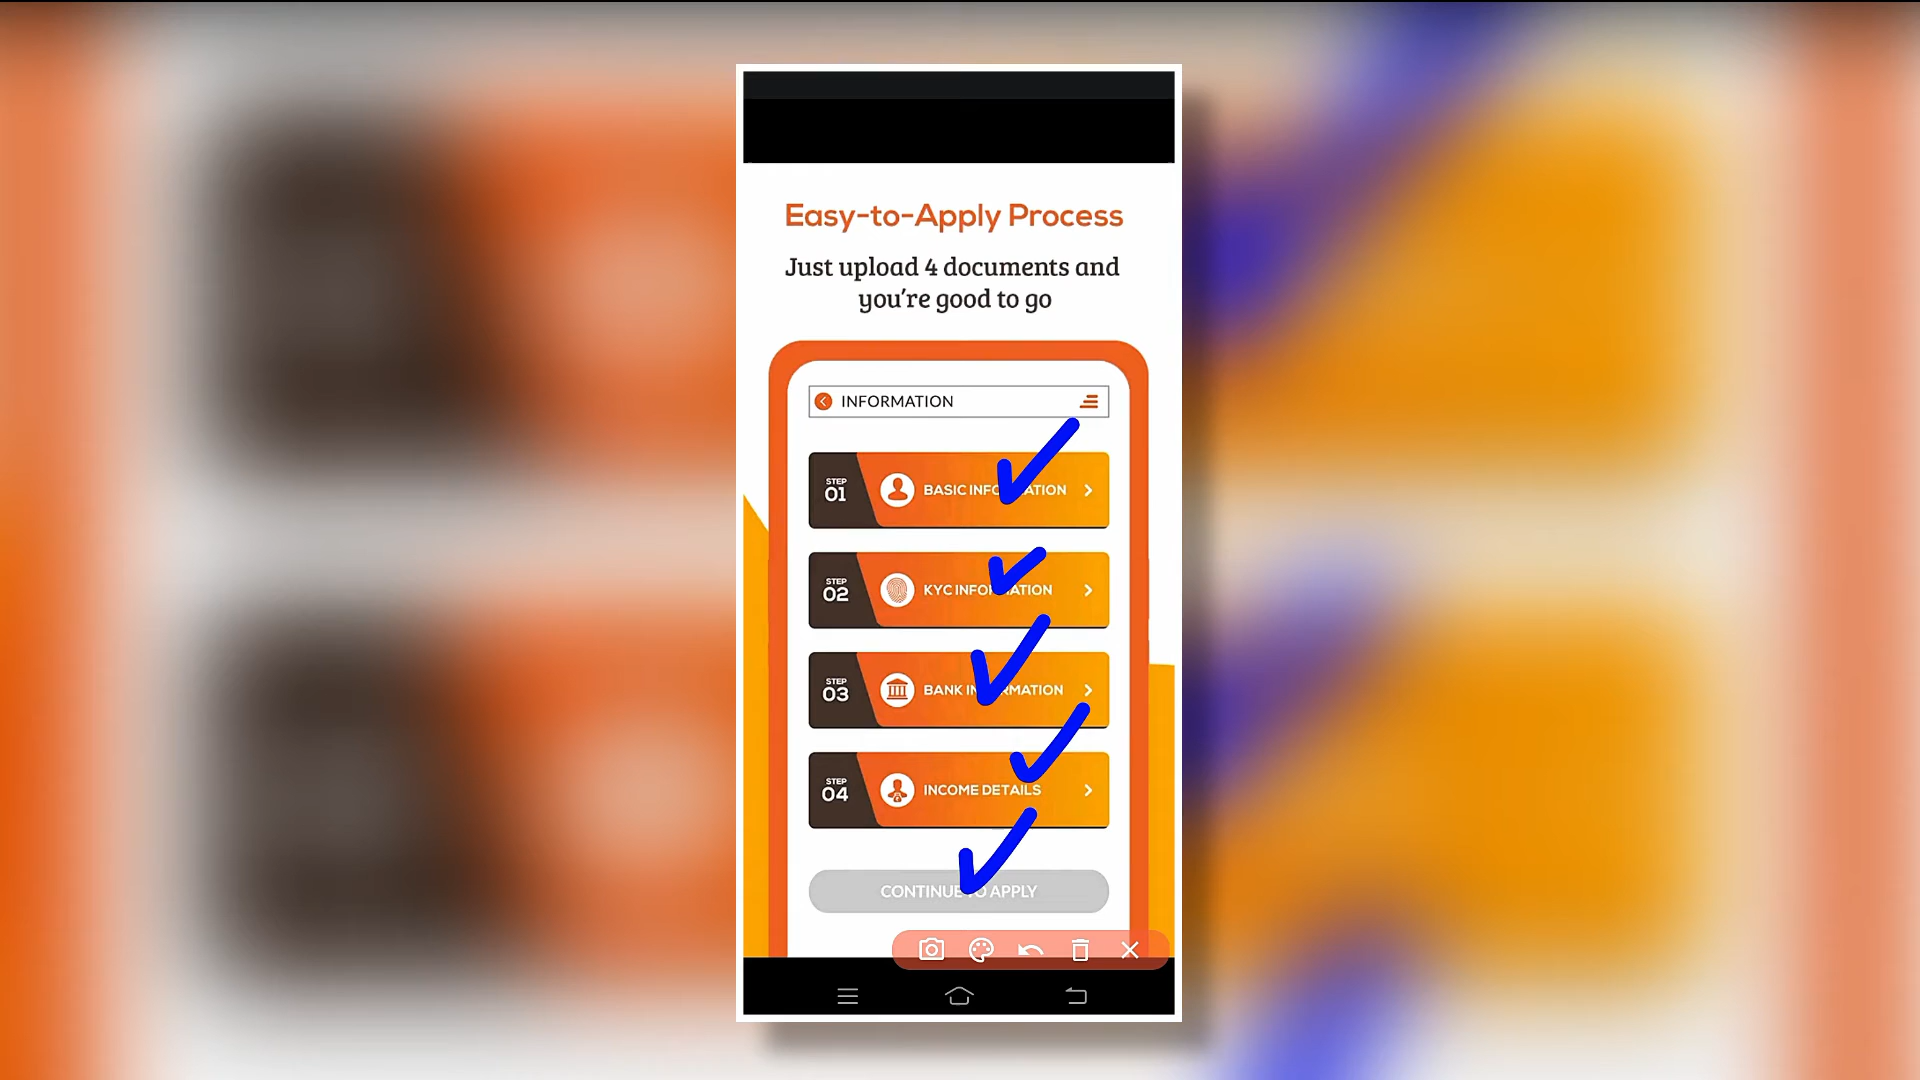 Easy-to-Apply Process
Just upload 4 documents and
you're good to go
INFORMATION
STEP
01
BASIC INFORMATION
STEP
02
KYC INFORMATION
STEP
03
BANK INFORMATION
STEP
04
INCOME DETAILS
CONTINUE TO APPLY